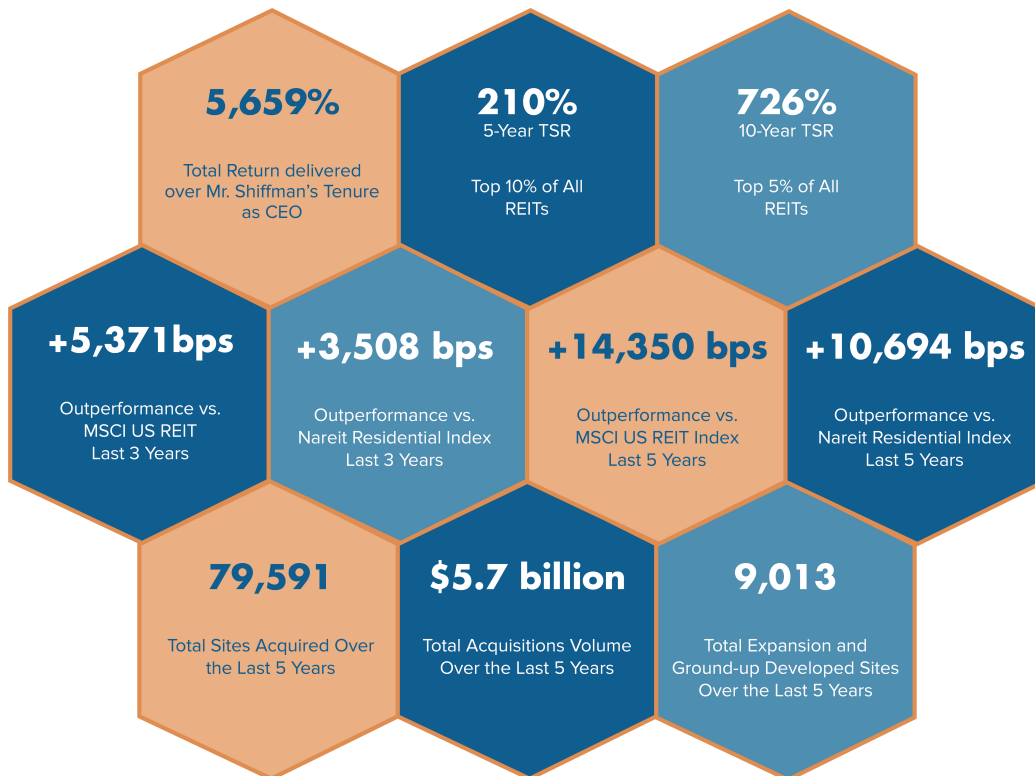 5,659%
Total Return delivered
over Mr. Shiffman's Tenure
as CEO
210%
5-Year TSR
Top 10% of All
REITs
726%
10-Year TSR
Top 5% of All
REITs
+5,371bps
Outperformance vs.
MSCI US REIT
Last 3 Years
+3,508 bps
Outperformance vs.
Nareit Residential Index
Last 3 Years
+14,350 bps
Outperformance vs.
MSCI US REIT Index
Last 5 Years
+10,694 bps
Outperformance vs.
Nareit Residential Index
Last 5 Years
79,591
Total Sites Acquired Over
the Last 5 Years
$5.7 billion
Total Acquisitions Volume
Over the Last 5 Years
9,013
Total Expansion and
Ground-up Developed Sites
Over the Last 5 Years